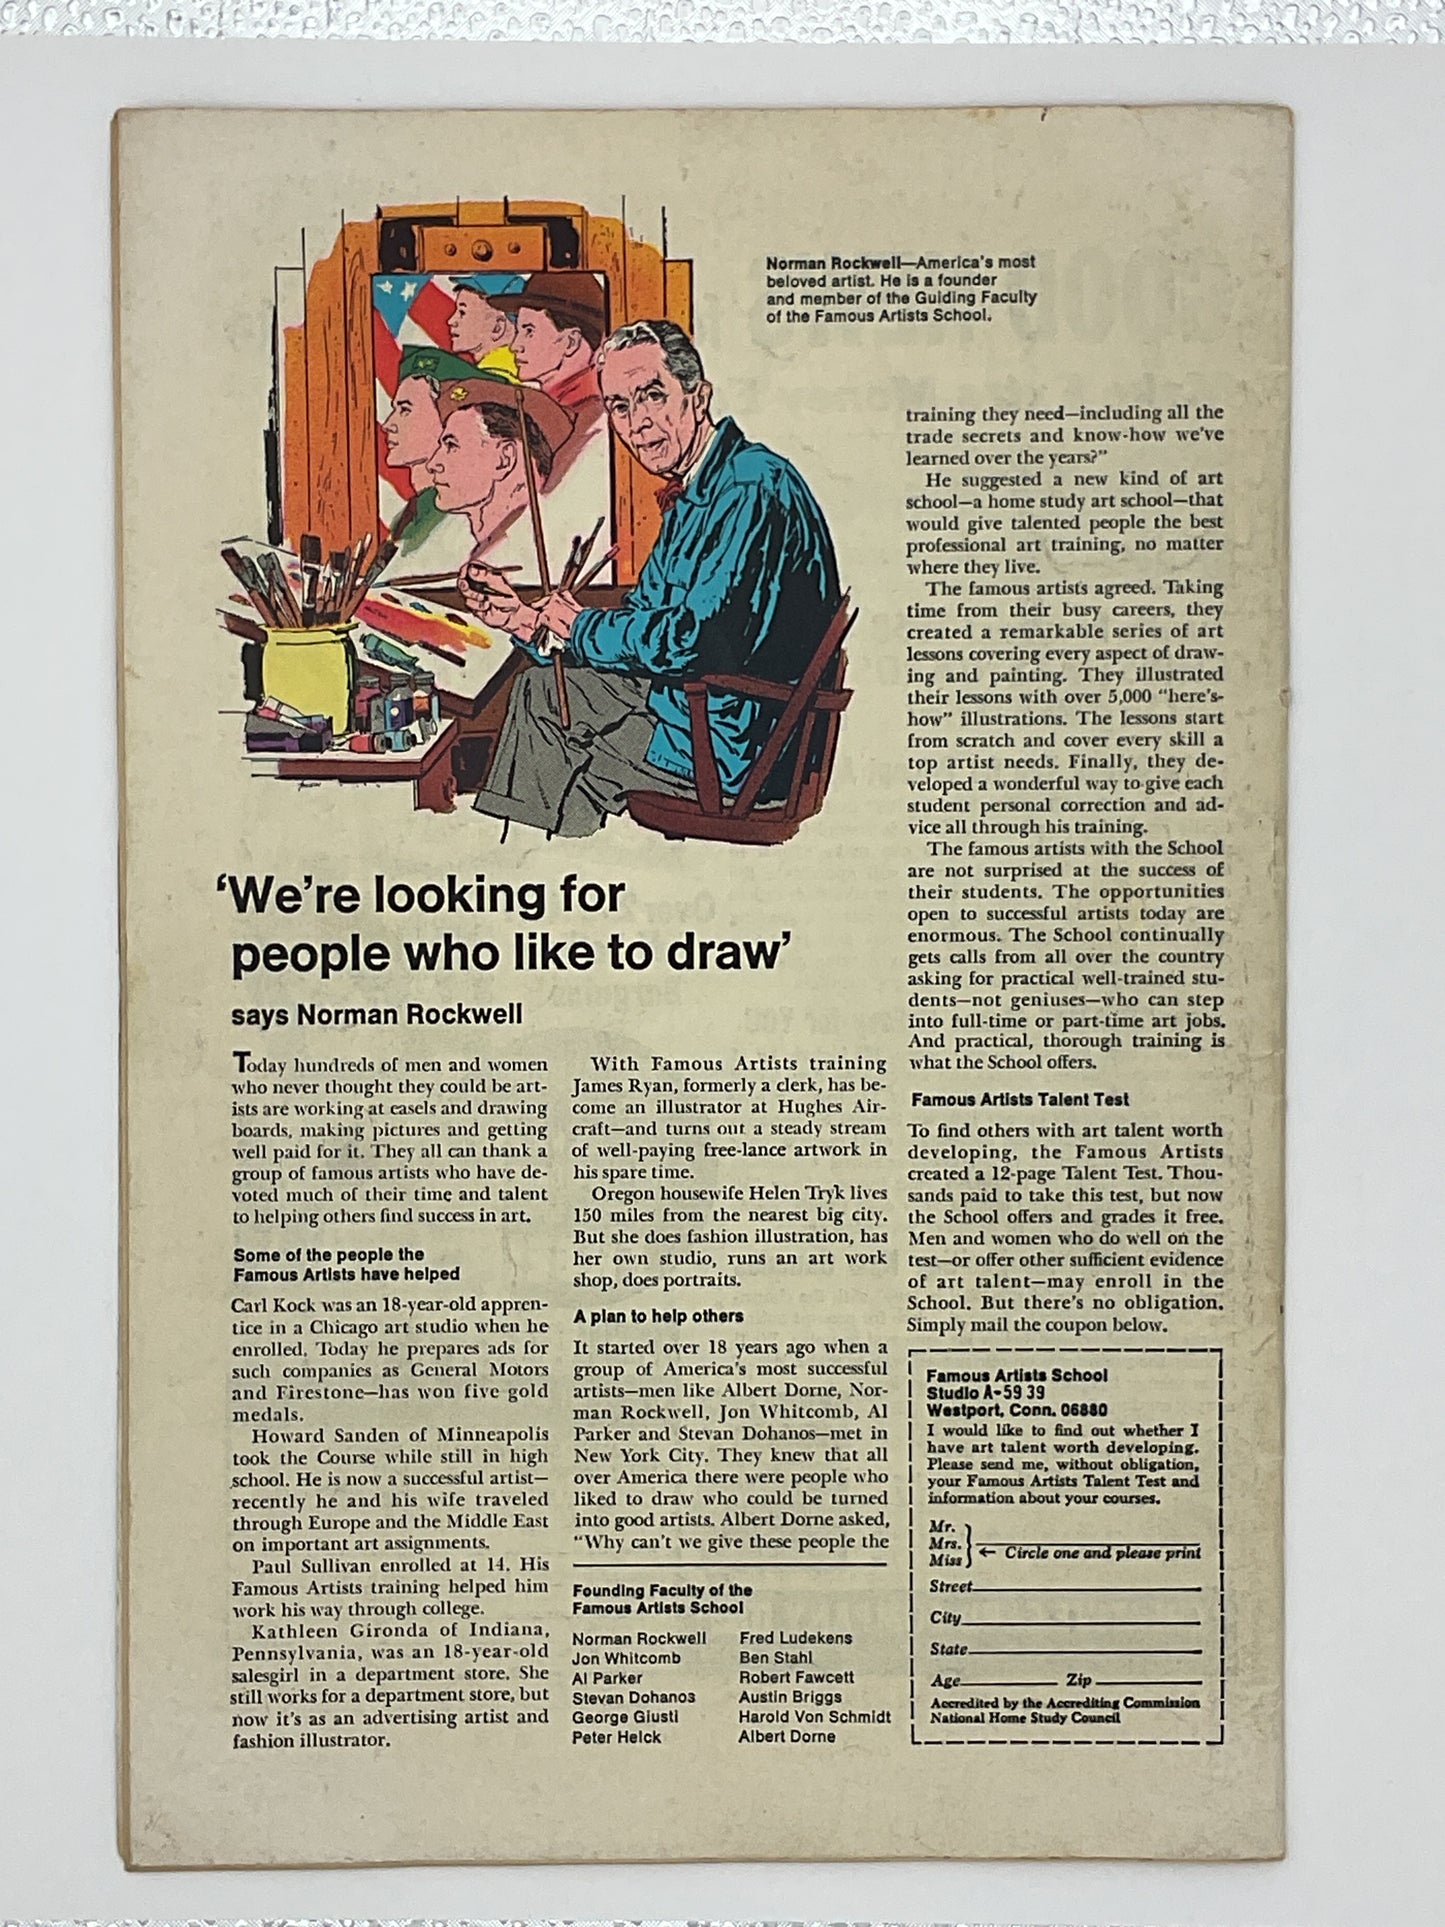 Norman Rockwell—America's most
beloved artist. He is a founder
and member of the Guiding Faculty
of the Famous Artists School.
'We're looking for
people who like to draw'
says Norman Rockwell
Today hundreds of men and women
who never thought they could be art-
ists are working at easels and drawing
boards, making pictures and getting
well paid for it. They all can thank a
group of famous artists who have de-
voted much of their time and talent
to helping others find success in art.
Some of the people the
Famous Artists have helped
Carl Kock was an 18-year-old appren-
tice in a Chicago art studio when he
enrolled. Today he prepares ads for
such companies as General Motors
and Firestone—has won five gold
medals.
Howard Sanden of Minneapolis
took the Course while still in high
school. He is now a successful artist—
recently he and his wife traveled
through Europe and the Middle East
on important art assignments.
Paul Sullivan enrolled at 14. His
Famous Artists training helped him
work his way through college.
Kathleen Gironda of Indiana,
Pennsylvania, was an 18-year-old
salesgirl in a department store. She
still works for a department store, but
now it's as an advertising artist and
fashion illustrator.
With Famous Artists training
James Ryan, formerly a clerk, has be-
come an illustrator at Hughes Air-
craft—and turns out a steady stream
of well-paying free-lance artwork in
his spare time.
Oregon housewife Helen Tryk lives
150 miles from the nearest big city.
But she does fashion illustration, has
her own studio, runs an art work
shop, does portraits.
A plan to help others
It started over 18 years ago when a
group of America's most successful
artists—men like Albert Dorne, Nor-
man Rockwell, Jon Whitcomb, Al
Parker and Stevan Dohanos—met in
New York City. They knew that all
over America there were people who
liked to draw who could be turned
into good artists. Albert Dorne asked,
"Why can't we give these people the
Founding Faculty of the
Famous Artists School
Norman Rockwell
Jon Whitcomb
Al Parker
Stevan Dohanos
George Giusti
Peter Helck
Fred Ludekens
Ben Stahl
Robert Fawcett
Austin Briggs
Harold Von Schmidt
Albert Dorne
training they need—including all the
trade secrets and know-how we've
learned over the years?"
He suggested a new kind of art
school—a home study art school—that
would give talented people the best
professional art training, no matter
where they live.
The famous artists agreed. Taking
time from their busy careers, they
created a remarkable series of art
lessons covering every aspect of draw-
ing and painting. They illustrated
their lessons with over 5,000 "here's-
how" illustrations. The lessons start
from scratch and cover every skill a
top artist needs. Finally, they de-
veloped a wonderful way to give each
student personal correction and ad-
vice all through his training.
The famous artists with the School
are not surprised at the success of
their students. The opportunities
open to successful artists today are
enormous. The School continually
gets calls from all over the country
asking for practical well-trained stu-
dents—not geniuses—who can step
into full-time or part-time art jobs.
And practical, thorough training is
what the School offers.
Famous Artists Talent Test
To find others with art talent worth
developing, the Famous Artists
created a 12-page Talent Test. Thou-
sands paid to take this test, but now
the School offers and grades it free.
Men and women who do well on the
test—or offer other sufficient evidence
of art talent—may enroll in the
School. But there's no obligation.
Simply mail the coupon below.
Famous Artists School
Studio A-59 39
Westport, Conn. 06880
I would like to find out whether I
have art talent worth developing.
Please send me, without obligation,
your Famous Artists Talent Test and
information about your courses.
Mr.
Mrs.
Miss
← Circle one and please print
Street
City
State
Age Zip
Accredited by the Accrediting Commission
National Home Study Council